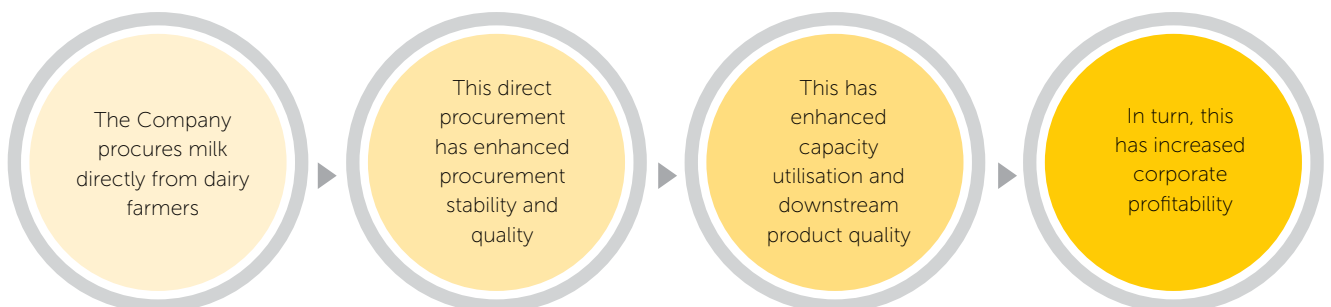 The Company
procures milk
directly from dairy
farmers
This direct
procurement
has enhanced
procurement
stability and
quality
This has
enhanced
capacity
utilisation and
downstream
product quality
In turn, this
has increased
corporate
profitability